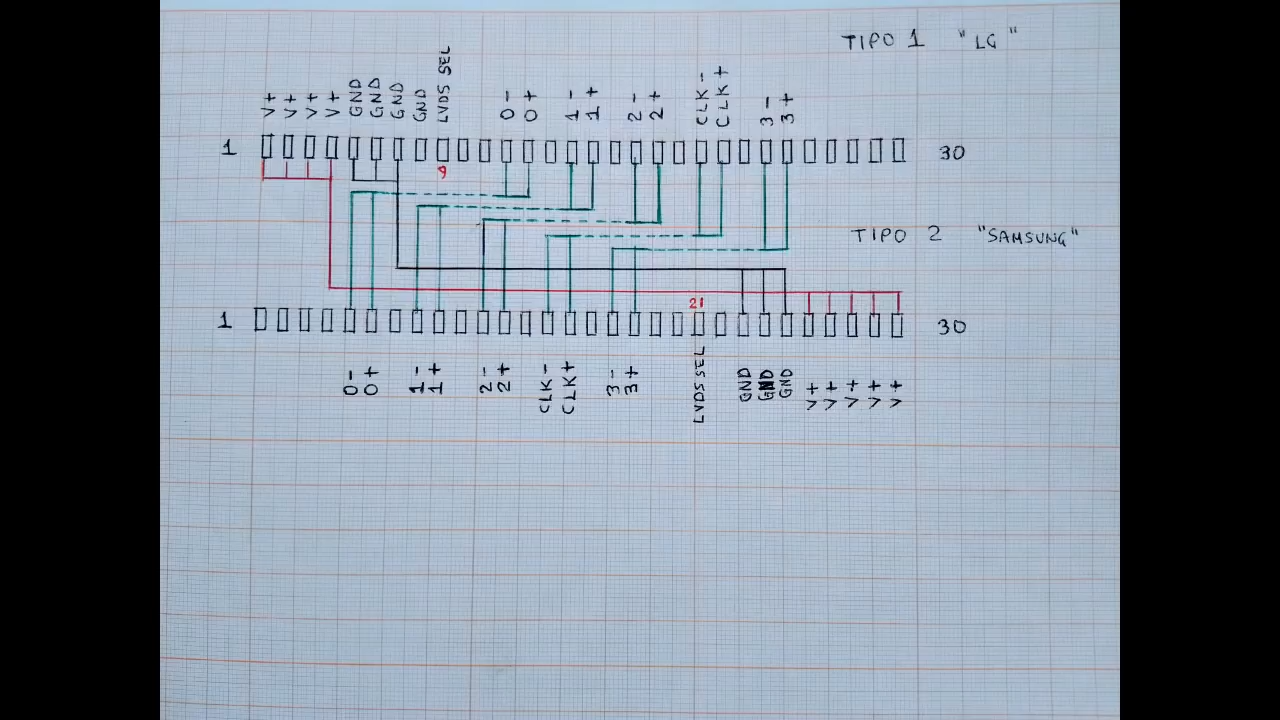 TIPO 1 "LG"
V+ V+ V+ V+ GND GND GND GND LVDS SEL 0- 0+ 1- 1+ 2- 2+ CLK- CLK+ 3- 3+
1 30
9
TIPO 2 "SAMSUNG"
21
1 30
0- 0+ 1- 1+ 2- 2+ CLK- CLK+ 3- 3+ LVDS SEL GND GND GND V+ V+ V+ V+ V+